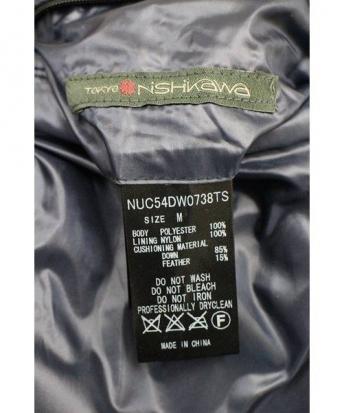 TOKYO NISHIKAWA
NUC54DW0738TS
SIZE M
BODY POLYESTER 100%
LINING NYLON 100%
CUSHIONING MATERIAL
DOWN 85%
FEATHER 15%
DO NOT WASH
DO NOT BLEACH
DO NOT IRON
PROFESSIONALLY DRYCLEAN
F
MADE IN CHINA